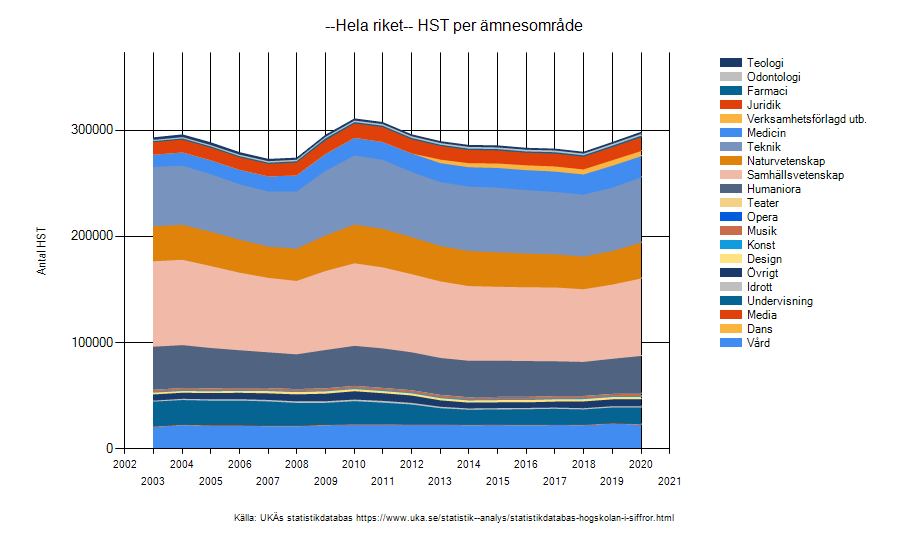 --Hela riket-- HST per ämnesområde
Antal HST
300000
200000
100000
0
2002 2004 2006 2008 2010 2012 2014 2016 2018 2020
2003 2005 2007 2009 2011 2013 2015 2017 2019 2021
Teologi
Odontologi
Farmaci
Juridik
Verksamhetsförlagd utb.
Medicin
Teknik
Naturvetenskap
Samhällsvetenskap
Humaniora
Teater
Opera
Musik
Konst
Design
Övrigt
Idrott
Undervisning
Media
Dans
Vård
Källa: UKÄs statistikdatabas https://www.uka.se/statistik--analys/statistikdatabas-hogskolan-i-siffror.html